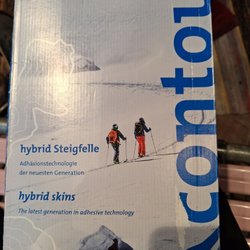 contou
hybrid Steigfelle
Adhäsionstechnologie
der neuesten Generation
hybrid skins
The latest generation in adhesive technology